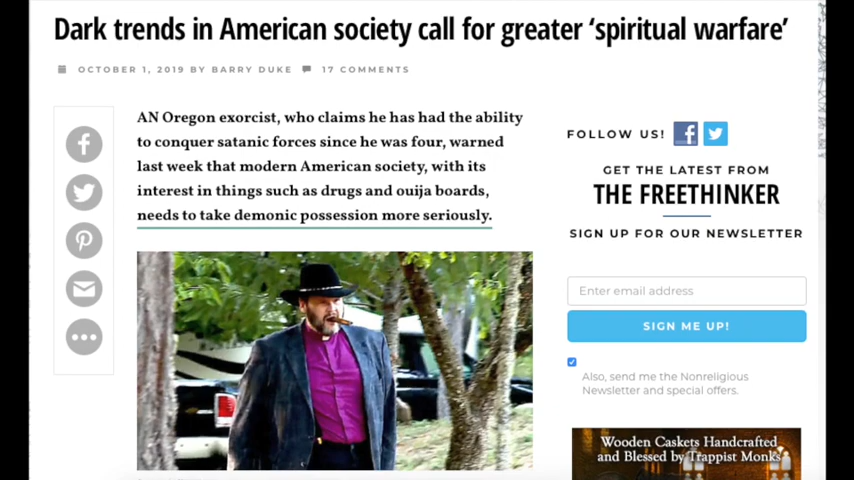 Dark trends in American society call for greater ‘spiritual warfare’
OCTOBER 1, 2019 BY BARRY DUKE 17 COMMENTS
AN Oregon exorcist, who claims he has had the ability
to conquer satanic forces since he was four, warned
last week that modern American society, with its
interest in things such as drugs and ouija boards,
needs to take demonic possession more seriously.
FOLLOW US!
GET THE LATEST FROM
THE FREETHINKER
SIGN UP FOR OUR NEWSLETTER
Enter email address
SIGN ME UP!
Also, send me the Nonreligious
Newsletter and special offers.
Wooden Caskets Handcrafted
and Blessed by Trappist Monks